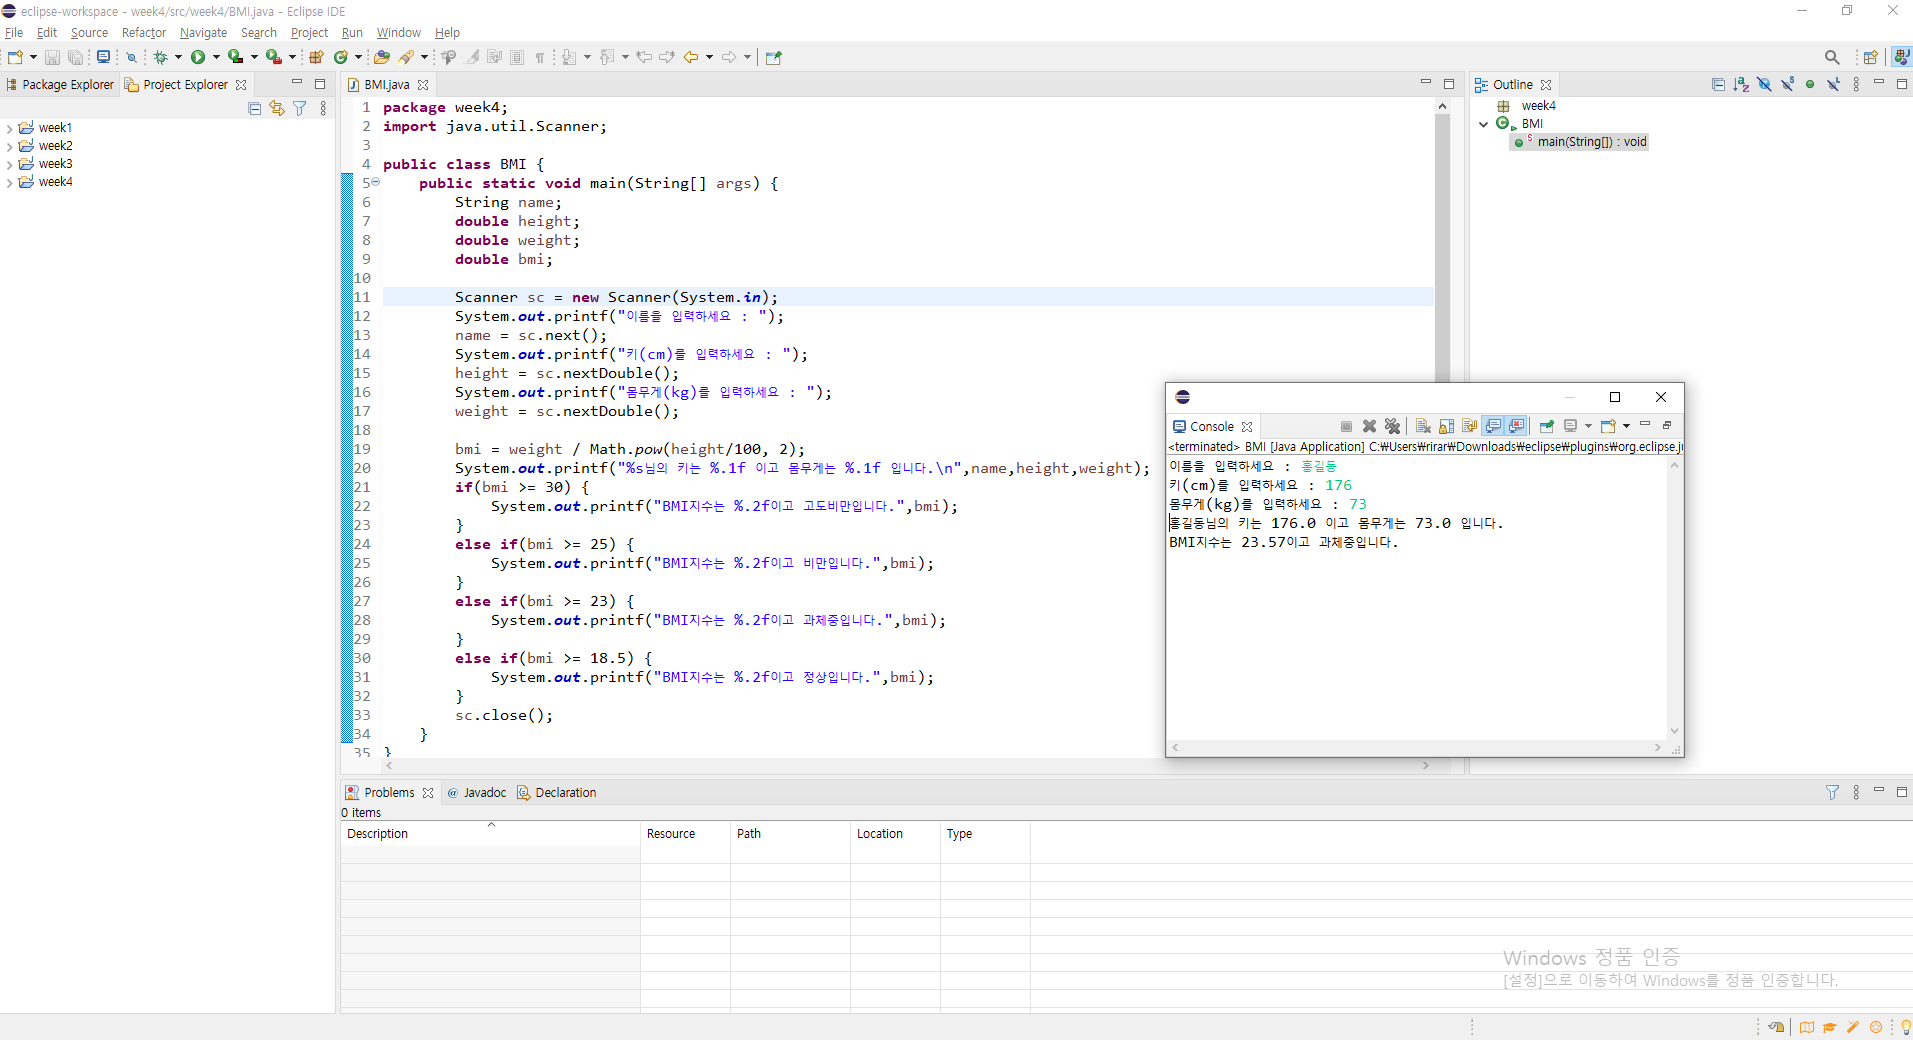 eclipse-workspace - week4/src/week4/BMI.java - Eclipse IDE
File Edit Source Refactor Navigate Search Project Run Window Help
Package Explorer Project Explorer
week1
week2
week3
week4
BMI.java
1 package week4;
2 import java.util.Scanner;
3
4 public class BMI {
5 public static void main(String[] args) {
6 String name;
7 double height;
8 double weight;
9 double bmi;
10
11 Scanner sc = new Scanner(System.in);
12 System.out.printf("이름을 입력하세요 : ");
13 name = sc.next();
14 System.out.printf("키(cm)를 입력하세요 : ");
15 height = sc.nextDouble();
16 System.out.printf("몸무게(kg)를 입력하세요 : ");
17 weight = sc.nextDouble();
18
19 bmi = weight / Math.pow(height/100, 2);
20 System.out.printf("%s님의 키는 %.1f 이고 몸무게는 %.1f 입니다.\n",name,height,weight);
21 if(bmi >= 30) {
22 System.out.printf("BMI지수는 %.2f이고 고도비만입니다.",bmi);
23 }
24 else if(bmi >= 25) {
25 System.out.printf("BMI지수는 %.2f이고 비만입니다.",bmi);
26 }
27 else if(bmi >= 23) {
28 System.out.printf("BMI지수는 %.2f이고 과체중입니다.",bmi);
29 }
30 else if(bmi >= 18.5) {
31 System.out.printf("BMI지수는 %.2f이고 정상입니다.",bmi);
32 }
33 sc.close();
34 }
35 }
Outline
week4
BMI
main(String[]) : void
Console
<terminated> BMI [Java Application] C:₩Users₩rirar₩Downloads₩eclipse₩plugins₩org.eclipse.ju
이름을 입력하세요 : 홍길동
키(cm)를 입력하세요 : 176
몸무게(kg)를 입력하세요 : 73
홍길동님의 키는 176.0 이고 몸무게는 73.0 입니다.
BMI지수는 23.57이고 과체중입니다.
Problems Javadoc Declaration
0 items
Description Resource Path Location Type
Windows 정품 인증
[설정]으로 이동하여 Windows를 정품 인증합니다.